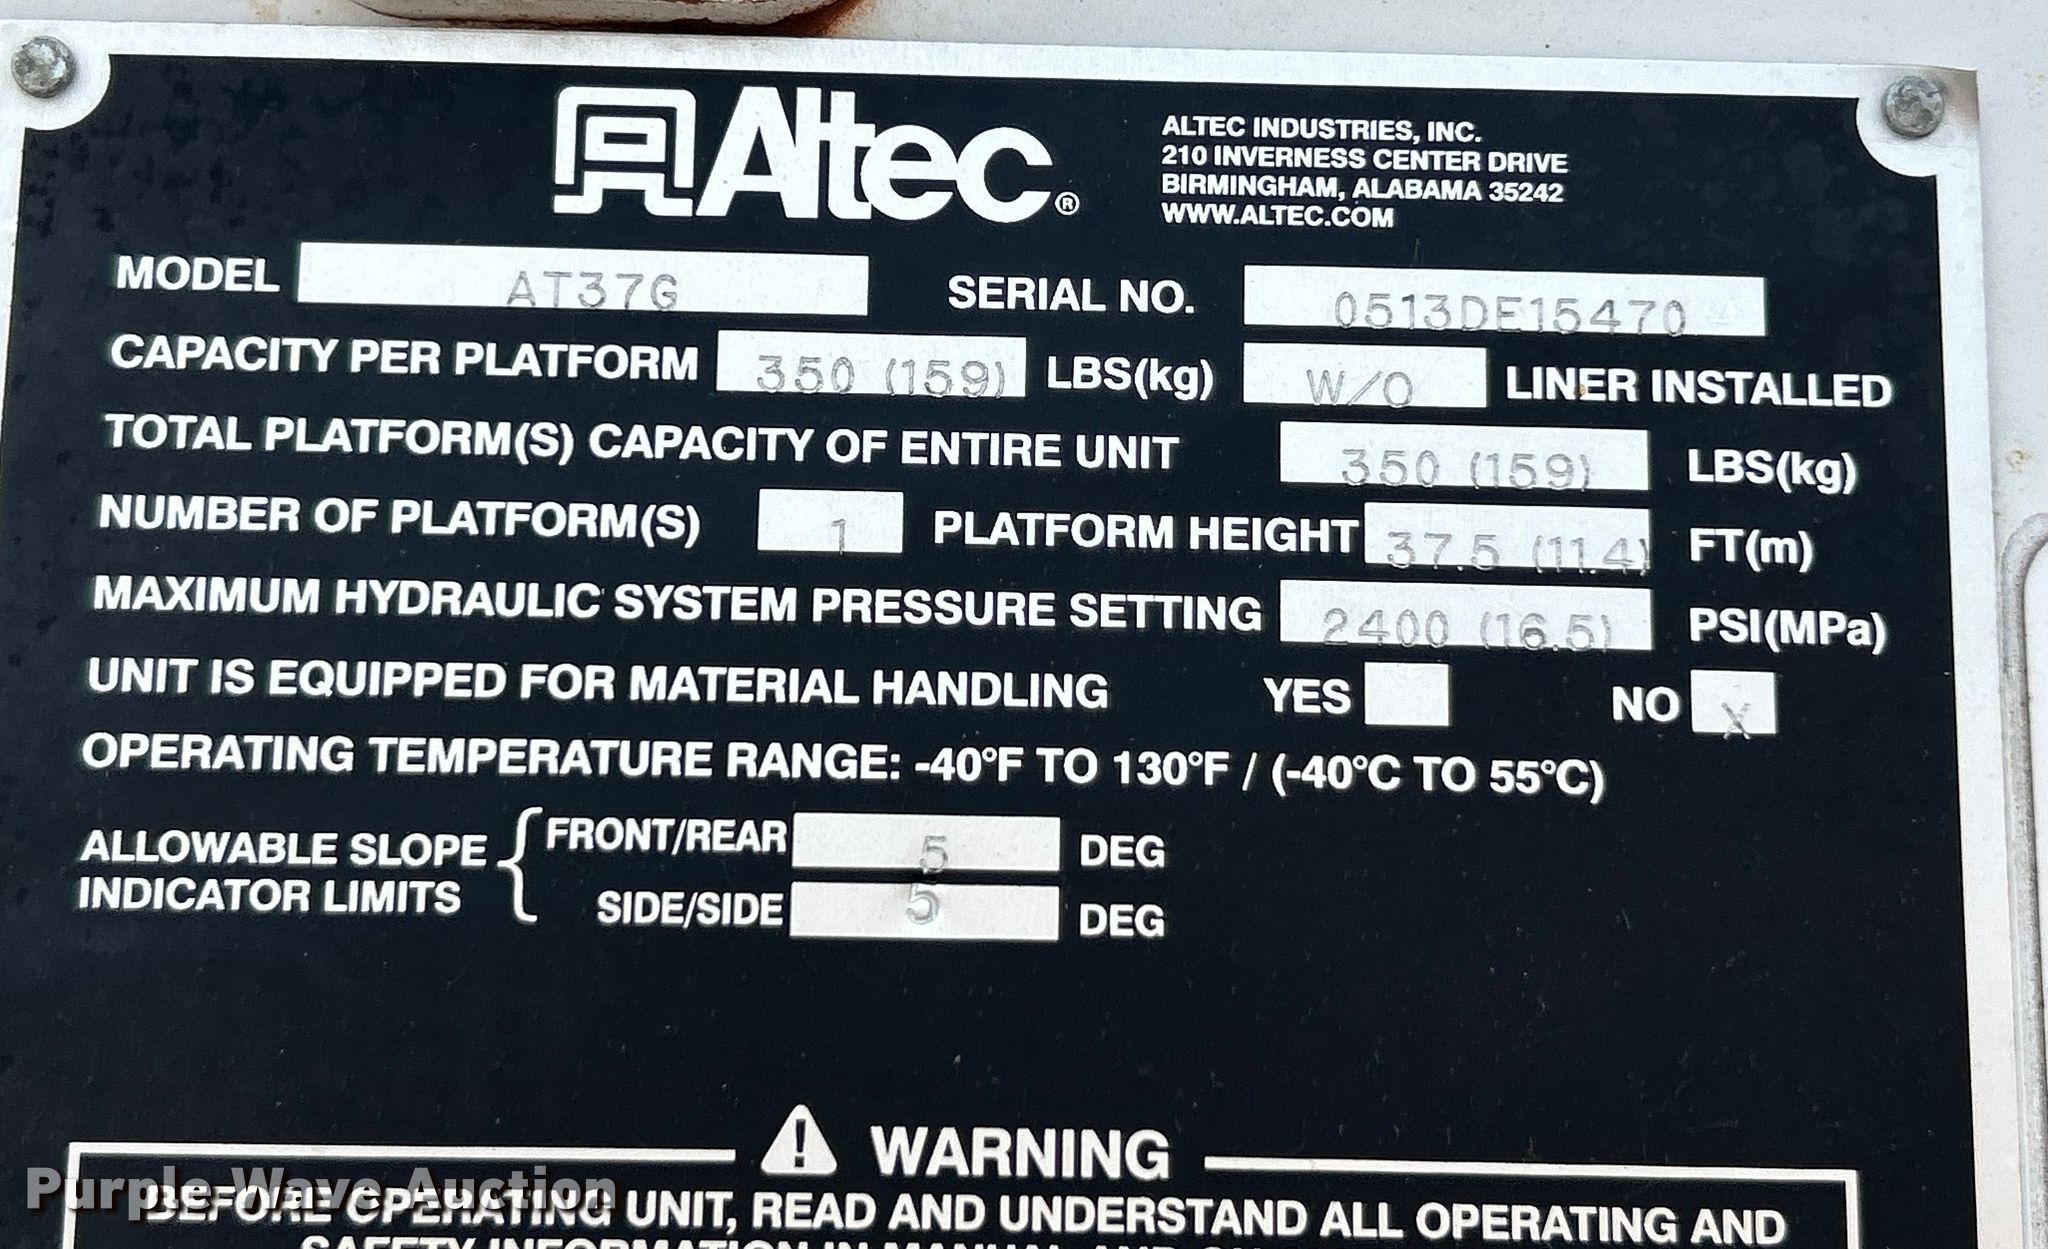 Altec®
ALTEC INDUSTRIES, INC.
210 INVERNESS CENTER DRIVE
BIRMINGHAM, ALABAMA 35242
WWW.ALTEC.COM
MODEL AT37G SERIAL NO. 0513DE15470
CAPACITY PER PLATFORM 350 (159) LBS(kg) W/O LINER INSTALLED
TOTAL PLATFORM(S) CAPACITY OF ENTIRE UNIT 350 (159) LBS(kg)
NUMBER OF PLATFORM(S) 1 PLATFORM HEIGHT 37.5 (11.4) FT(m)
MAXIMUM HYDRAULIC SYSTEM PRESSURE SETTING 2400 (16.5) PSI(MPa)
UNIT IS EQUIPPED FOR MATERIAL HANDLING YES NO X
OPERATING TEMPERATURE RANGE: -40°F TO 130°F / (-40°C TO 55°C)
ALLOWABLE SLOPE INDICATOR LIMITS
FRONT/REAR 5 DEG
SIDE/SIDE 5 DEG
WARNING
BEFORE OPERATING UNIT, READ AND UNDERSTAND ALL OPERATING AND
SAFETY INFORMATION IN MANUAL AND
Purple Wave Auction